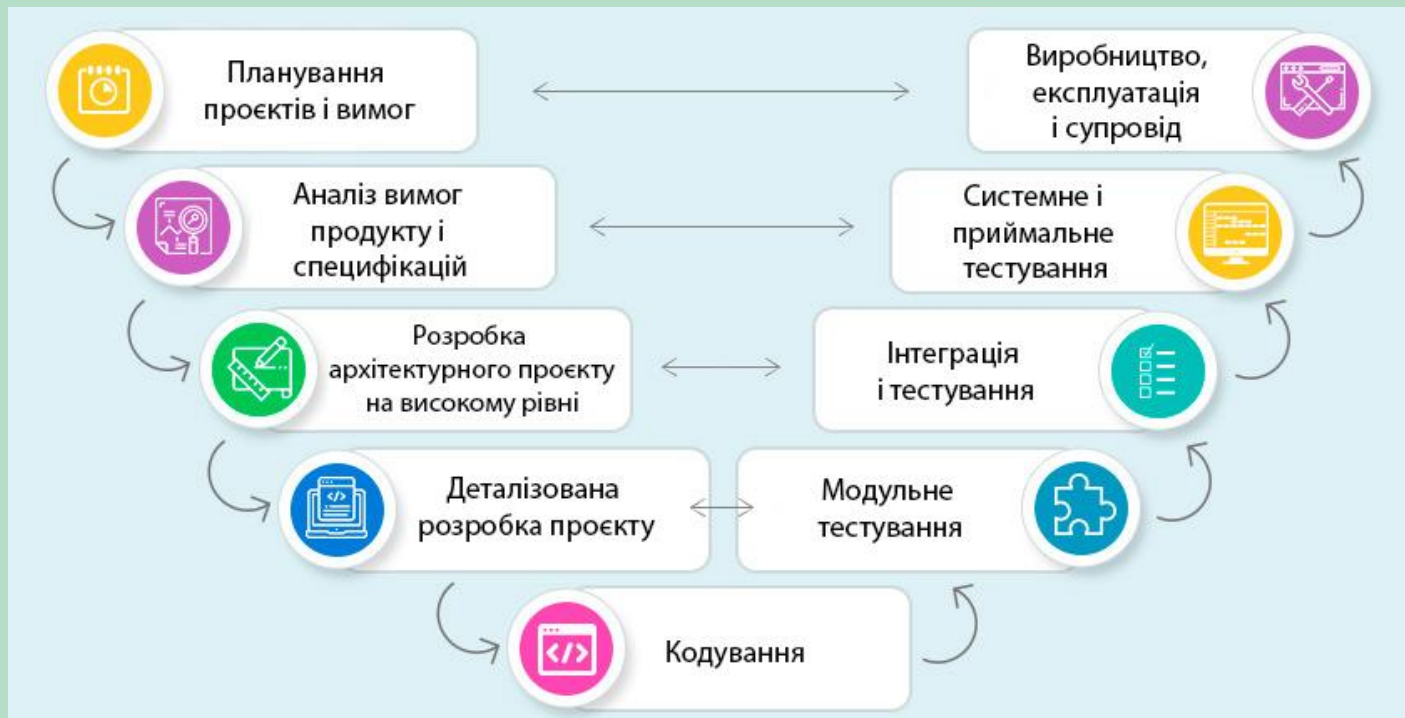 Планування
проєктів і вимог
Виробництво,
експлуатація
і супровід
Аналіз вимог
продукту і
специфікацій
Системне і
приймальне
тестування
Розробка
архітектурного проєкту
на високому рівні
Інтеграція
і тестування
Деталізована
розробка проєкту
Модульне
тестування
Кодування